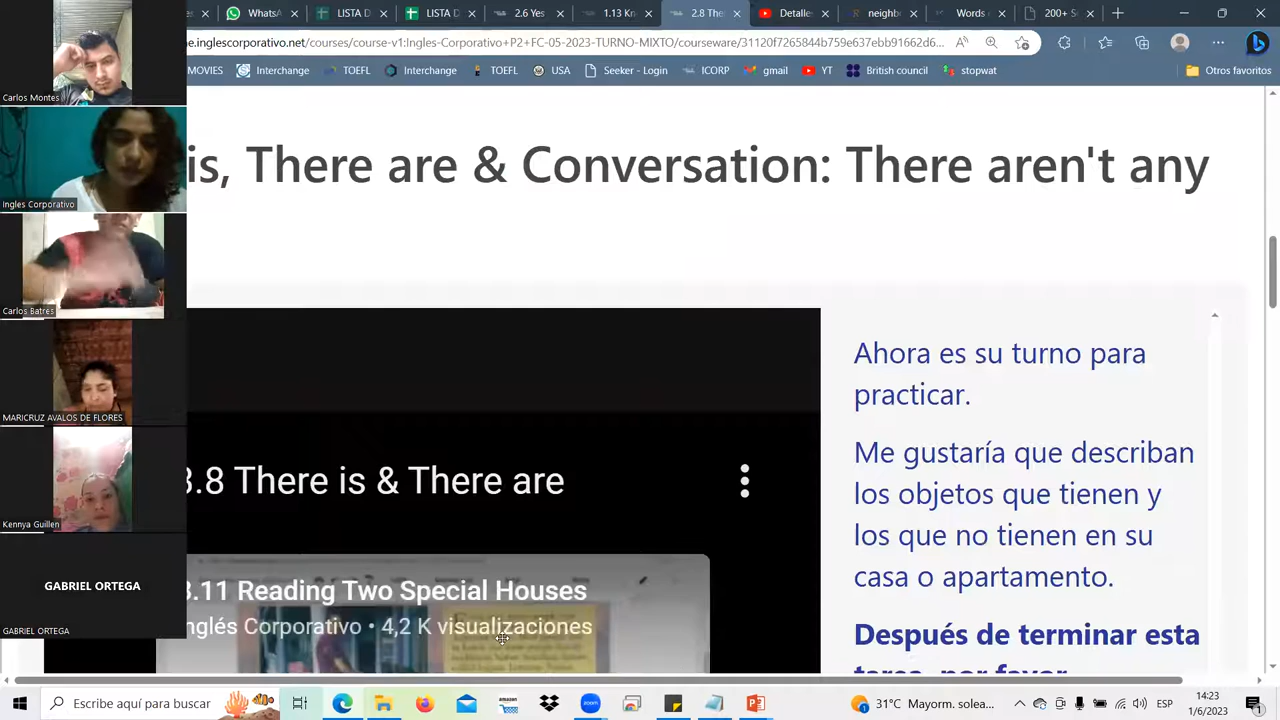 WhatsA
LISTA D
LISTA D
2.6 Yes
1.13 Kn
2.8 The
Detalle
neighb
Words
200+ S
e.inglescorporativo.net/courses/course-v1:Ingles-Corporativo+P2+FC-05-2023-TURNO-MIXTO/courseware/31120f7265844b759e637ebb91662d6...
MOVIES
Interchange
TOEFL
Interchange
TOEFL
USA
Seeker - Login
ICORP
gmail
YT
British council
stopwat
Otros favoritos
Carlos Montes
Ingles Corporativo
Carlos Batres
MARICRUZ AVALOS DE FLORES
Kennya Guillen
GABRIEL ORTEGA
GABRIEL ORTEGA
is, There are & Conversation: There aren't any
3.8 There is & There are
3.11 Reading Two Special Houses
nglés Corporativo • 4,2 K visualizaciones
Ahora es su turno para
practicar.
Me gustaría que describan
los objetos que tienen y
los que no tienen en su
casa o apartamento.
Después de terminar esta
tarea, por favor
Escribe aquí para buscar
31°C Mayorm. solea...
ESP
14:23
1/6/2023